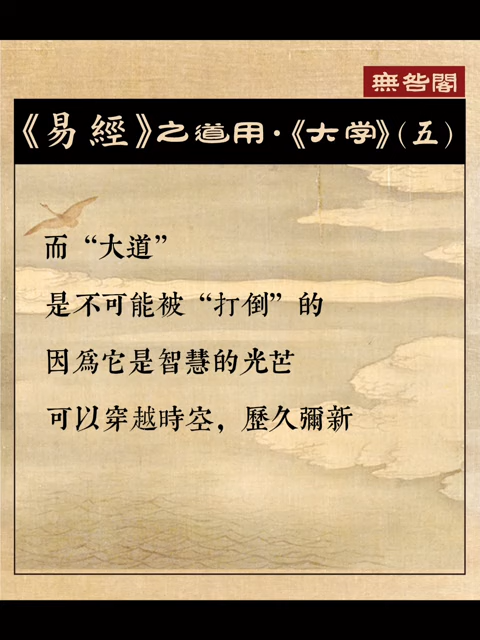 無咎閣
《易經》之道用·《大学》(五)
而“大道”
是不可能被“打倒”的
因爲它是智慧的光芒
可以穿越時空，歷久彌新